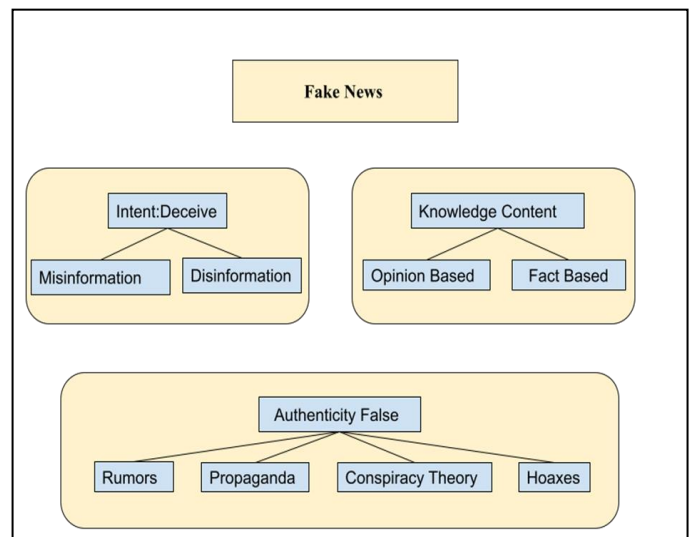 Fake News
Intent:Deceive
Misinformation
Disinformation
Knowledge Content
Opinion Based
Fact Based
Authenticity False
Rumors
Propaganda
Conspiracy Theory
Hoaxes